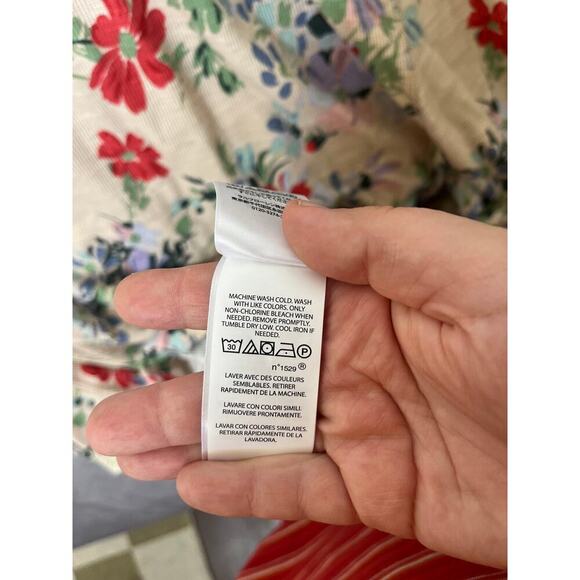 0120-3274-
MACHINE WASH COLD. WASH
WITH LIKE COLORS. ONLY
NON-CHLORINE BLEACH WHEN
NEEDED. REMOVE PROMPTLY.
TUMBLE DRY LOW. COOL IRON IF
NEEDED.
30 P
n°1529 ®
LAVER AVEC DES COULEURS
SEMBLABLES. RETIRER
RAPIDEMENT DE LA MACHINE.
LAVARE CON COLORI SIMILI.
RIMUOVERE PRONTAMENTE.
LAVAR CON COLORES SIMILARES.
RETIRAR RÁPIDAMENTE DE LA
LAVADORA.